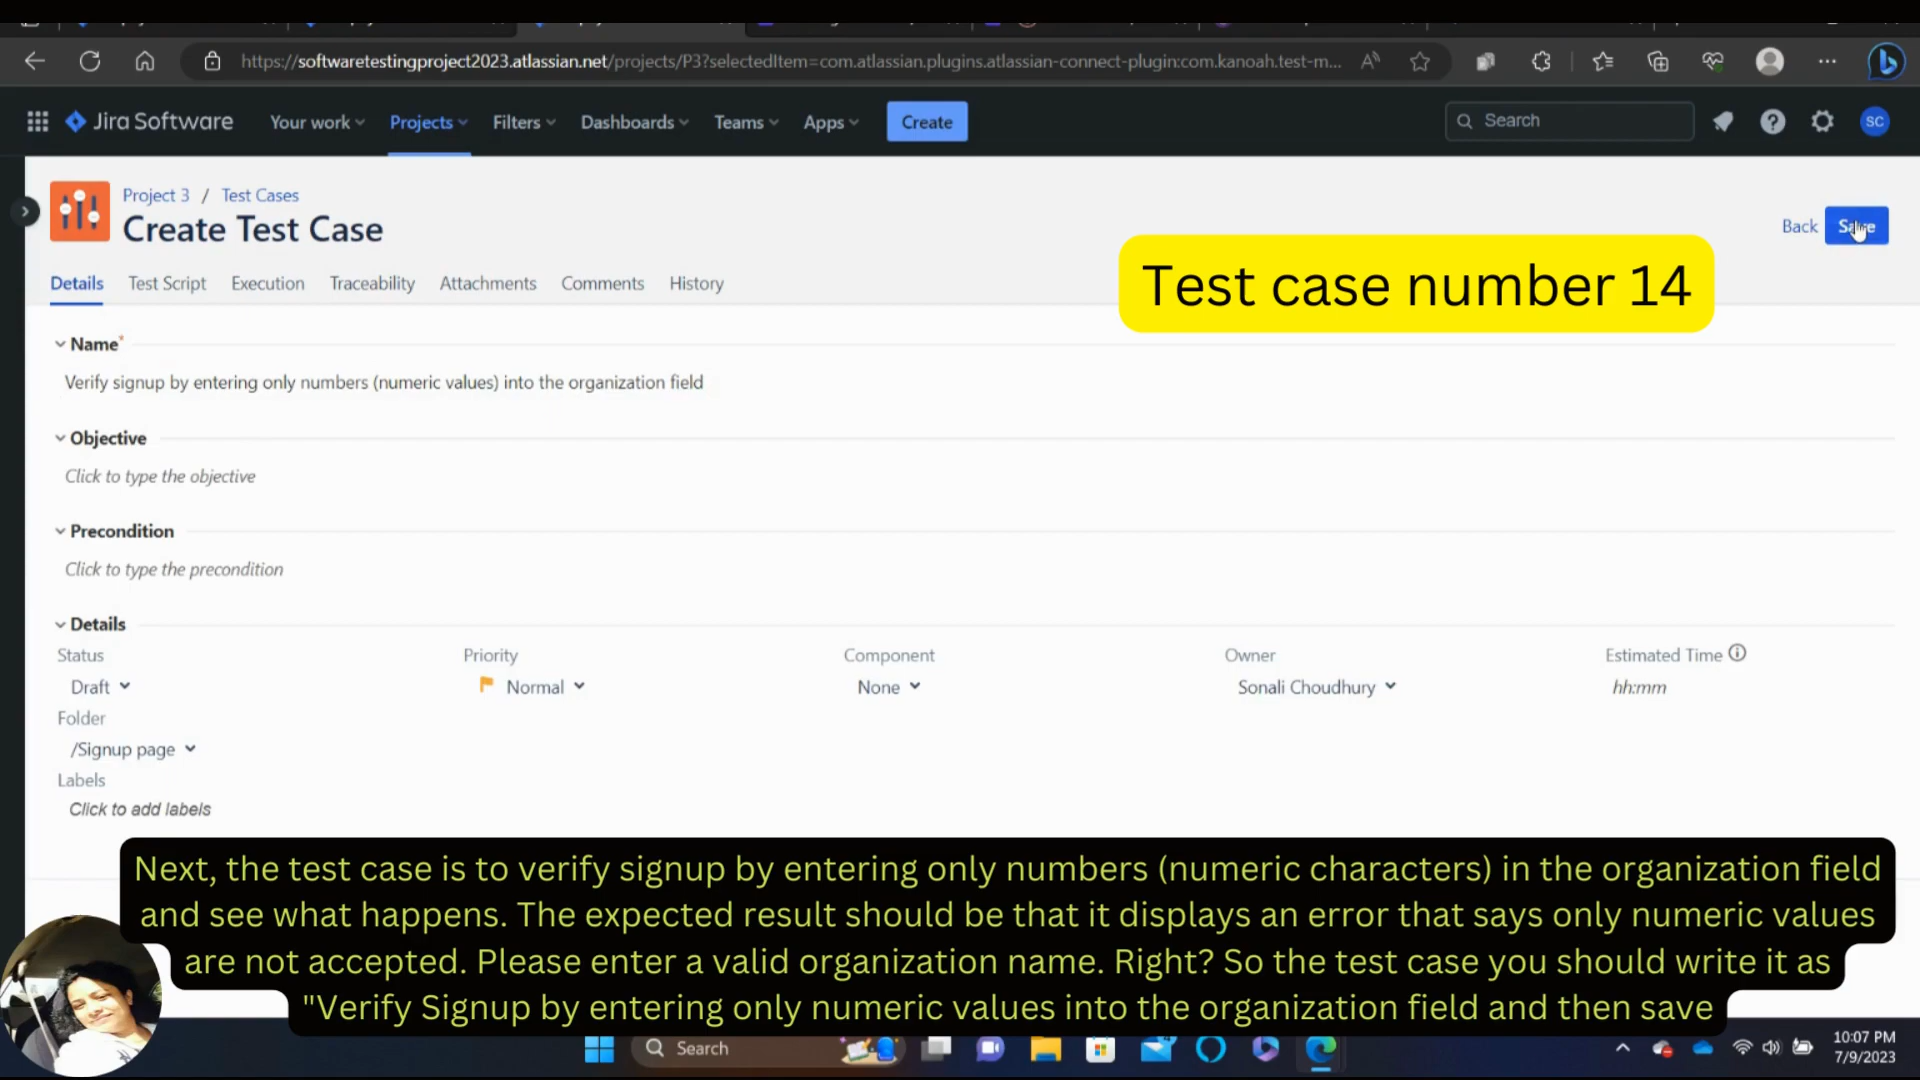 https://softwaretestingproject2023.atlassian.net/projects/P3?selectedItem=com.atlassian.plugins.atlassian-connect-plugin:com.kanoah.test-m...
Jira Software Your work Projects Filters Dashboards Teams Apps Create Search SC
Project 3 / Test Cases
Create Test Case
Back Save
Details Test Script Execution Traceability Attachments Comments History
Test case number 14
Name*
Verify signup by entering only numbers (numeric values) into the organization field
Objective
Click to type the objective
Precondition
Click to type the precondition
Details
Status Priority Component Owner Estimated Time
Draft Normal None Sonali Choudhury hh:mm
Folder
/Signup page
Labels
Click to add labels
Next, the test case is to verify signup by entering only numbers (numeric characters) in the organization field
and see what happens. The expected result should be that it displays an error that says only numeric values
are not accepted. Please enter a valid organization name. Right? So the test case you should write it as
"Verify Signup by entering only numeric values into the organization field and then save
Search
10:07 PM
7/9/2023